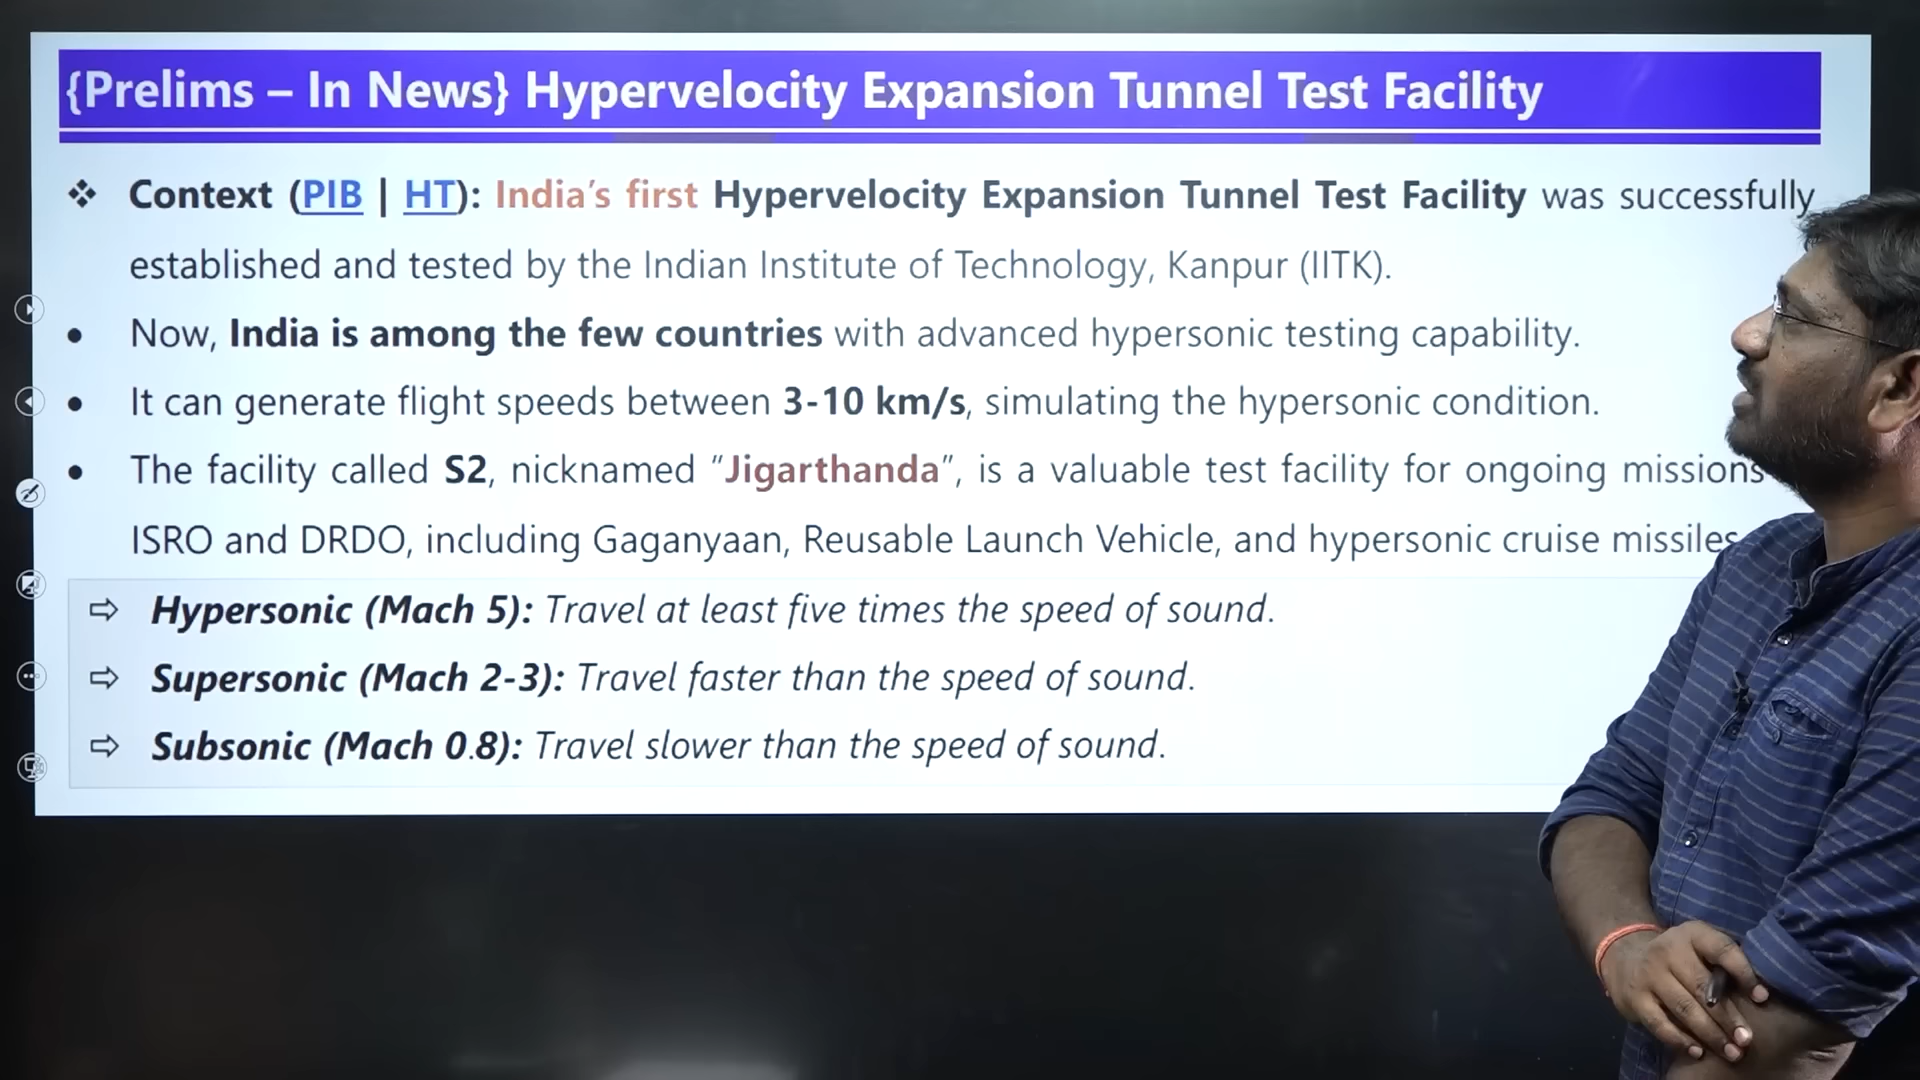 {Prelims – In News} Hypervelocity Expansion Tunnel Test Facility
❖ Context (PIB | HT): India's first Hypervelocity Expansion Tunnel Test Facility was successfully
established and tested by the Indian Institute of Technology, Kanpur (IITK).
• Now, India is among the few countries with advanced hypersonic testing capability.
• It can generate flight speeds between 3-10 km/s, simulating the hypersonic condition.
• The facility called S2, nicknamed "Jigarthanda", is a valuable test facility for ongoing missions
ISRO and DRDO, including Gaganyaan, Reusable Launch Vehicle, and hypersonic cruise missiles
⇨ Hypersonic (Mach 5): Travel at least five times the speed of sound.
⇨ Supersonic (Mach 2-3): Travel faster than the speed of sound.
⇨ Subsonic (Mach 0.8): Travel slower than the speed of sound.